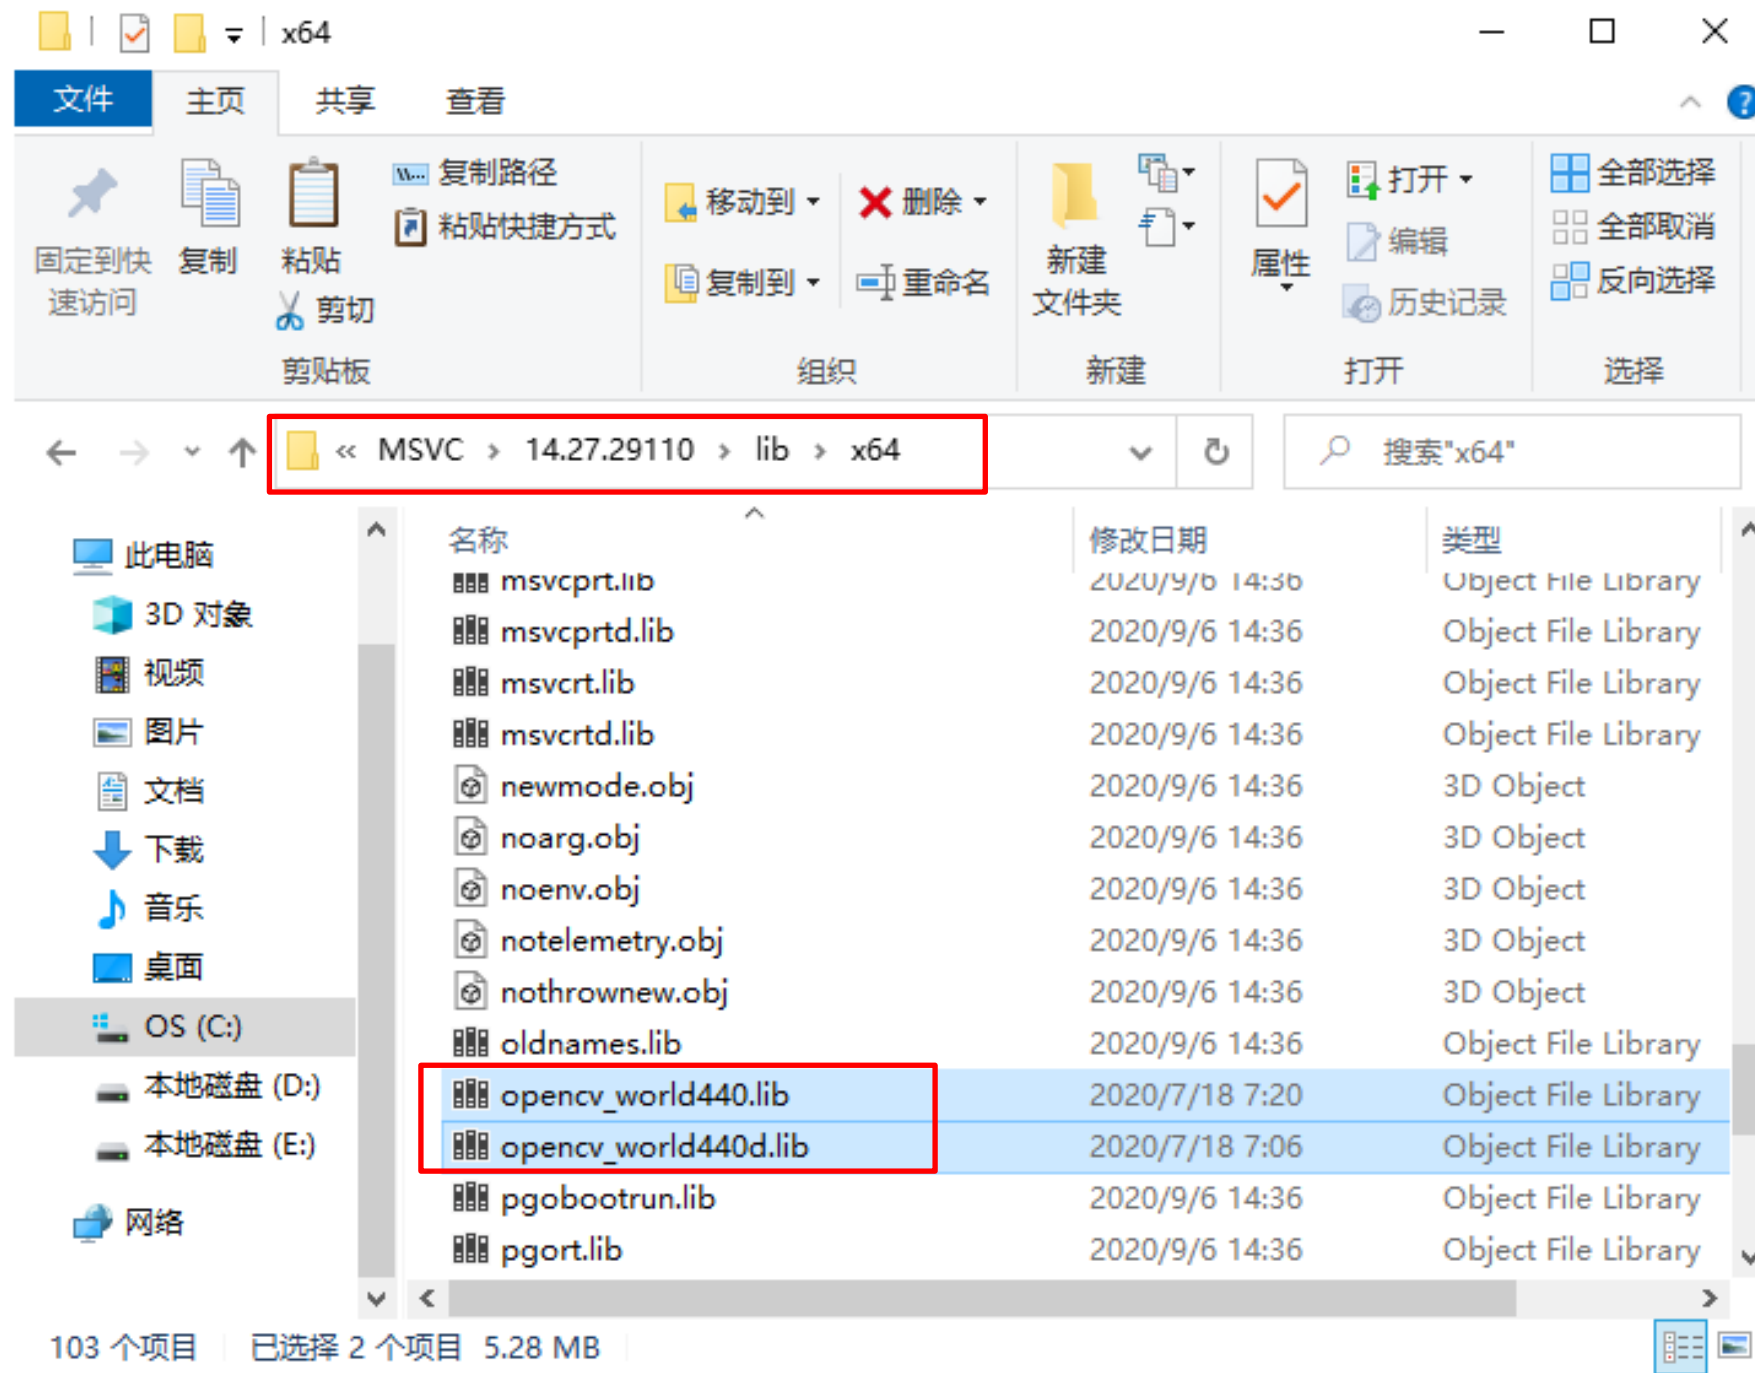 x64
文件 主页 共享 查看
固定到快速访问
复制
粘贴
复制路径
粘贴快捷方式
剪切
剪贴板
移动到
复制到
删除
重命名
组织
新建文件夹
新建
属性
打开
编辑
历史记录
打开
全部选择
全部取消
反向选择
选择
« MSVC › 14.27.29110 › lib › x64
搜索"x64"
此电脑
3D 对象
视频
图片
文档
下载
音乐
桌面
OS (C:)
本地磁盘 (D:)
本地磁盘 (E:)
网络
名称 修改日期 类型
msvcprt.lib 2020/9/6 14:36 Object File Library
msvcprtd.lib 2020/9/6 14:36 Object File Library
msvcrt.lib 2020/9/6 14:36 Object File Library
msvcrtd.lib 2020/9/6 14:36 Object File Library
newmode.obj 2020/9/6 14:36 3D Object
noarg.obj 2020/9/6 14:36 3D Object
noenv.obj 2020/9/6 14:36 3D Object
notelemetry.obj 2020/9/6 14:36 3D Object
nothrownew.obj 2020/9/6 14:36 3D Object
oldnames.lib 2020/9/6 14:36 Object File Library
opencv_world440.lib 2020/7/18 7:20 Object File Library
opencv_world440d.lib 2020/7/18 7:06 Object File Library
pgobootrun.lib 2020/9/6 14:36 Object File Library
pgort.lib 2020/9/6 14:36 Object File Library
103 个项目 已选择 2 个项目 5.28 MB